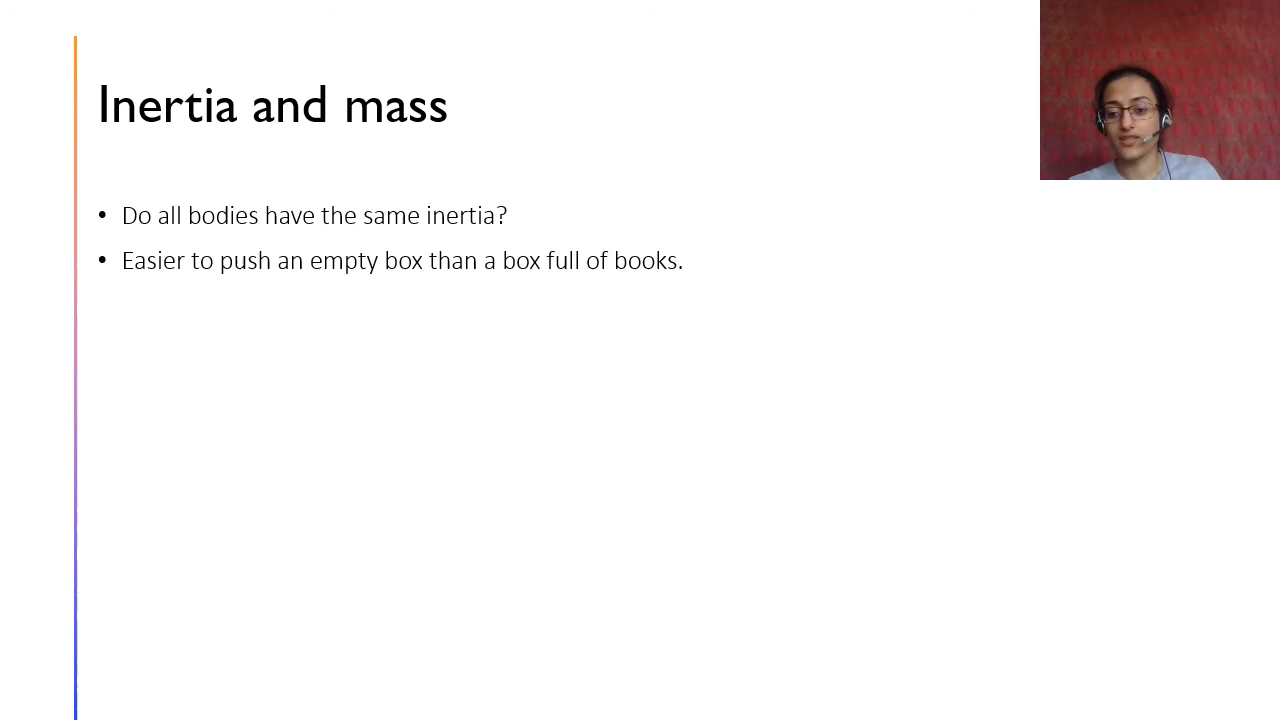 Inertia and mass
• Do all bodies have the same inertia?
• Easier to push an empty box than a box full of books.